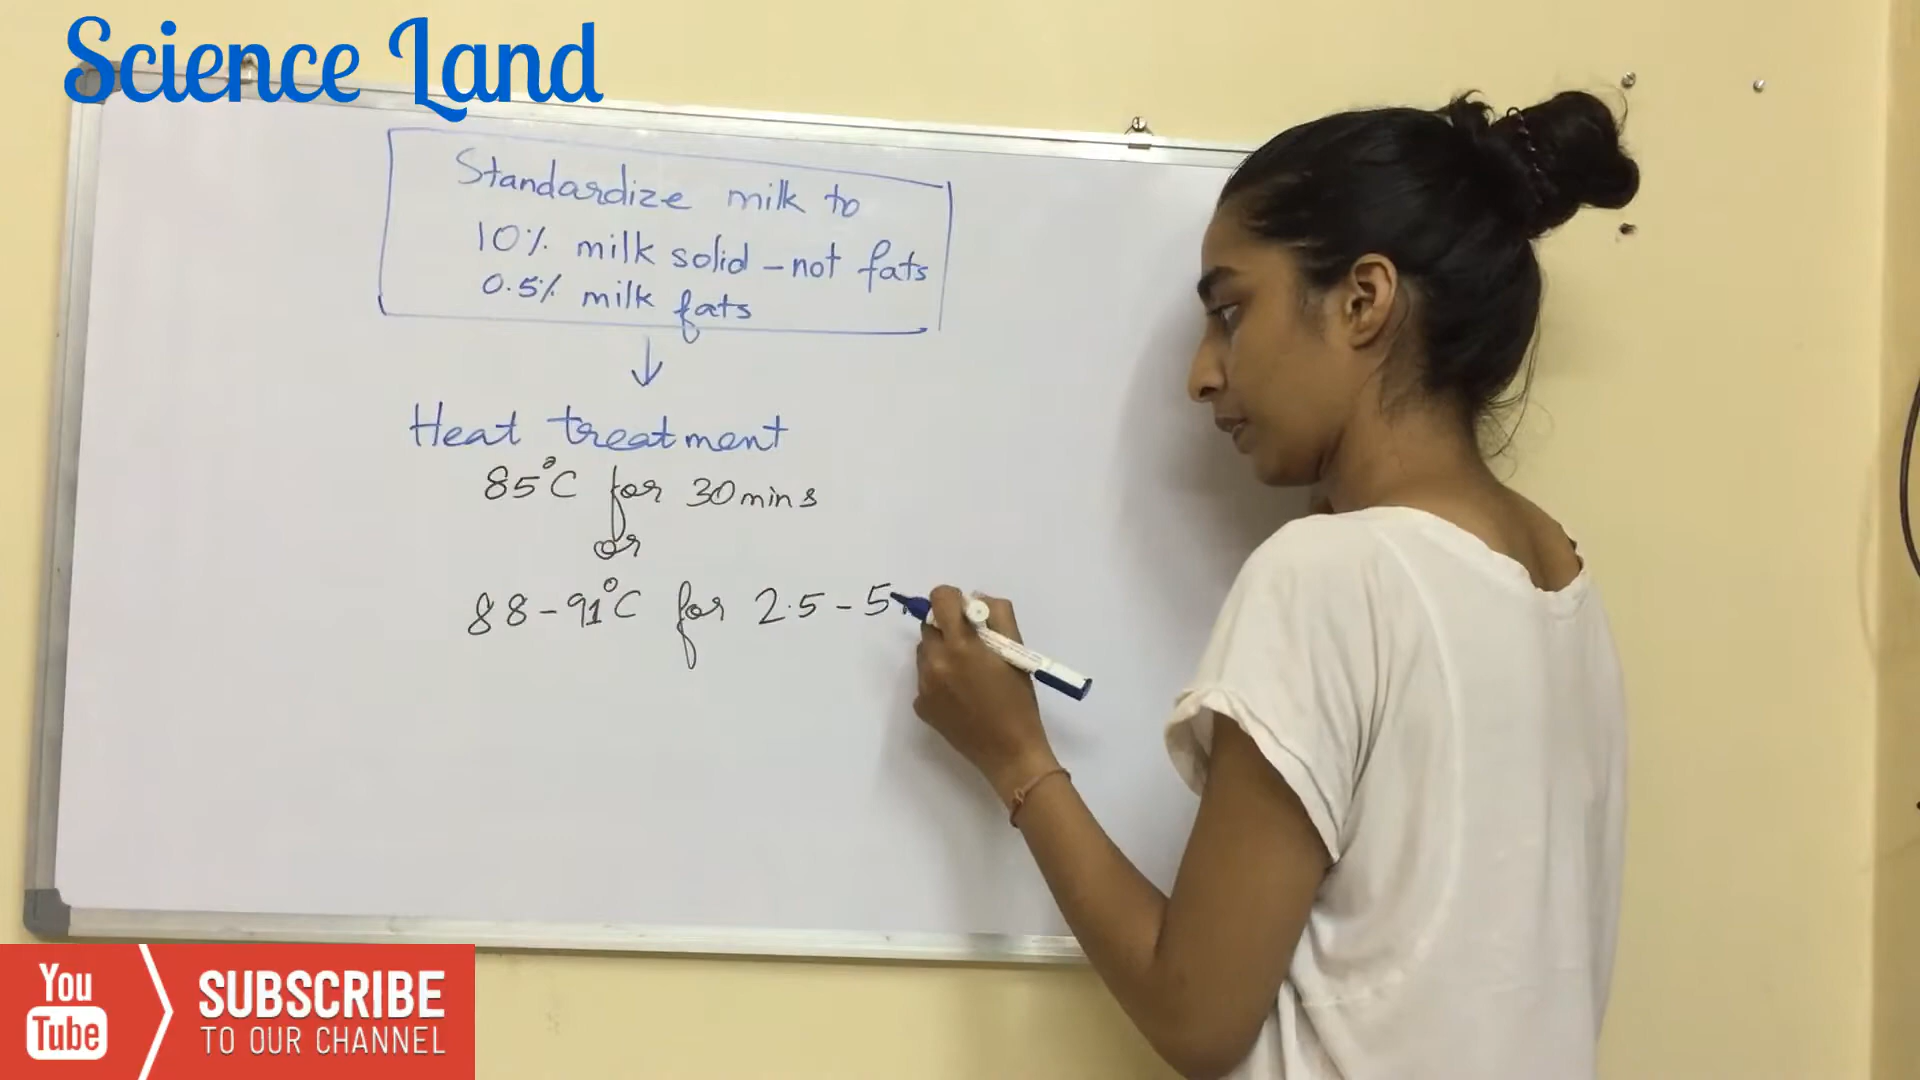 Science Land
Standardize milk to
10% milk solid - not fats
0.5% milk fats
↓
Heat treatment
85°C for 30 mins
or
88-91°C for 2.5-5
You
Tube
SUBSCRIBE
TO OUR CHANNEL